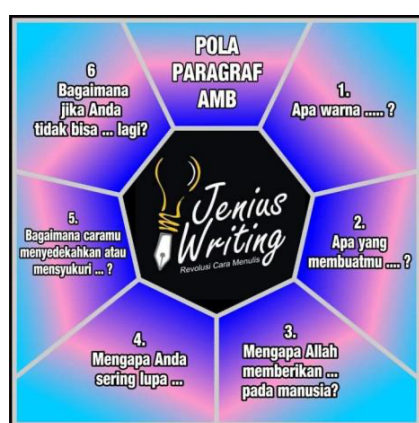 POLA
PARAGRAF
AMB
1.
Apa warna ..... ?
2.
Apa yang
membuatmu .... ?
3.
Mengapa Allah
memberikan ...
pada manusia?
4.
Mengapa Anda
sering lupa ...
5.
Bagaimana caramu
menyedekahkan atau
mensyukuri ... ?
6
Bagaimana
jika Anda
tidak bisa ... lagi?
Jenius
Writing
Revolusi Cara Menulis